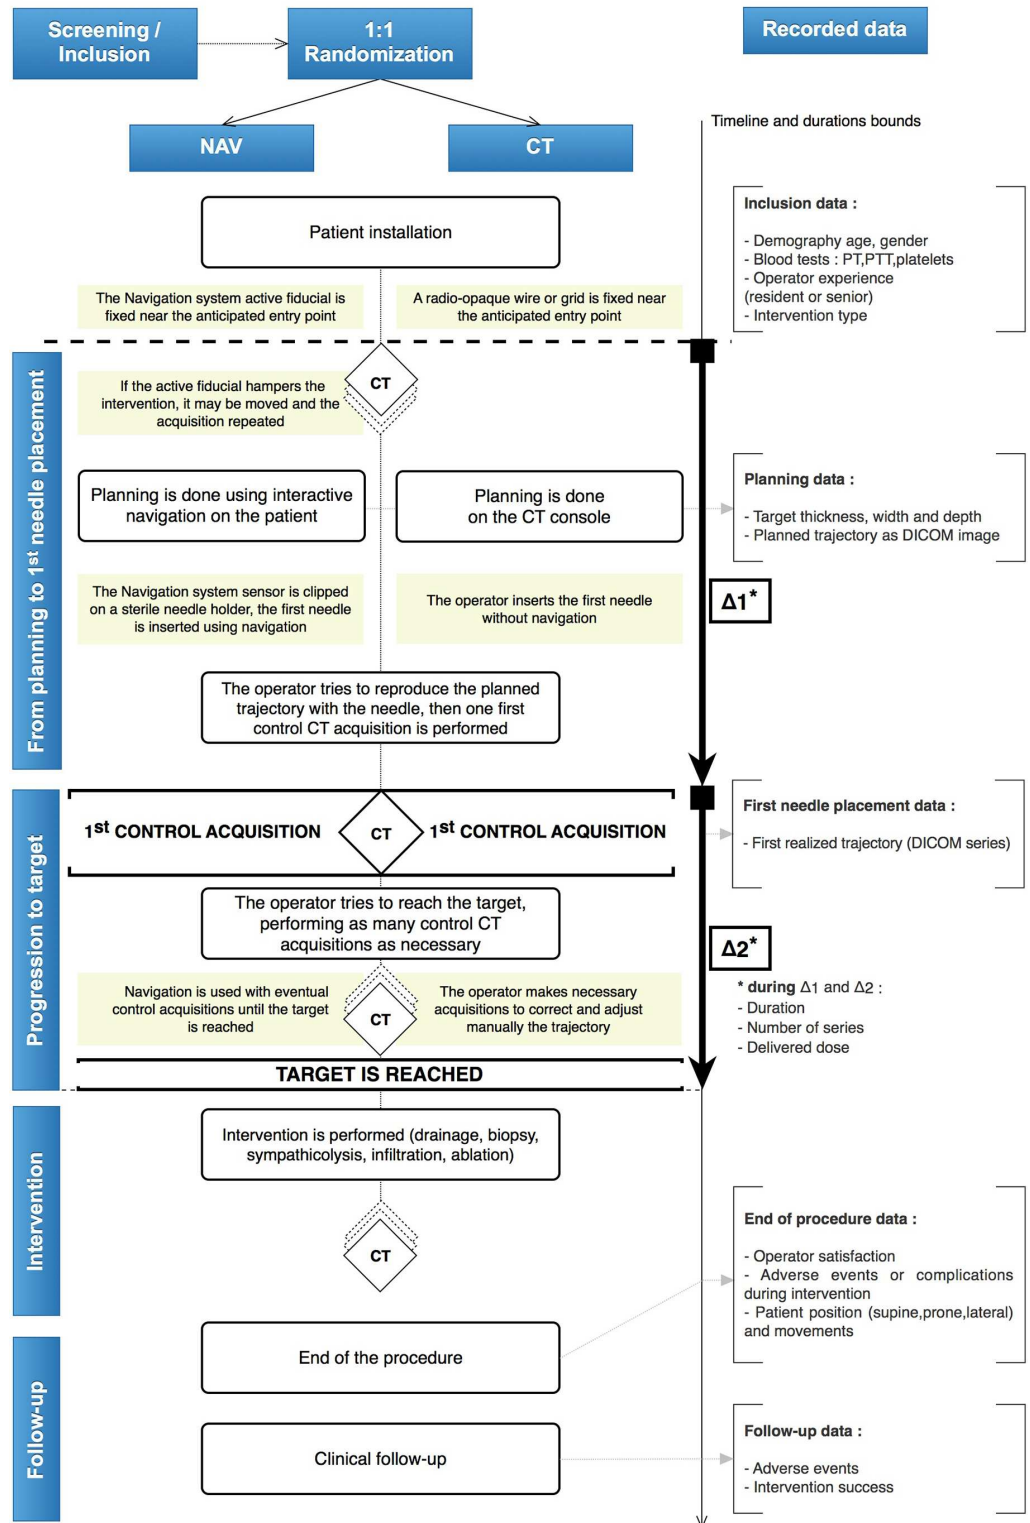 Screening /
Inclusion
1:1
Randomization
Recorded data
NAV
CT
Timeline and durations bounds
Patient installation
Inclusion data :
- Demography age, gender
- Blood tests : PT,PTT,platelets
- Operator experience
(resident or senior)
- Intervention type
The Navigation system active fiducial is
fixed near the anticipated entry point
A radio-opaque wire or grid is fixed near
the anticipated entry point
From planning to 1st needle placement
CT
If the active fiducial hampers the
intervention, it may be moved and the
acquisition repeated
Planning is done using interactive
navigation on the patient
Planning is done
on the CT console
Planning data :
- Target thickness, width and depth
- Planned trajectory as DICOM image
The Navigation system sensor is clipped
on a sterile needle holder, the first needle
is inserted using navigation
The operator inserts the first needle
without navigation
Δ1*
The operator tries to reproduce the planned
trajectory with the needle, then one first
control CT acquisition is performed
Progression to target
1st CONTROL ACQUISITION
CT
1st CONTROL ACQUISITION
First needle placement data :
- First realized trajectory (DICOM series)
The operator tries to reach the target,
performing as many control CT
acquisitions as necessary
Δ2*
* during Δ1 and Δ2 :
- Duration
- Number of series
- Delivered dose
Navigation is used with eventual
control acquisitions until the target
is reached
CT
The operator makes necessary
acquisitions to correct and adjust
manually the trajectory
TARGET IS REACHED
Intervention
Intervention is performed (drainage, biopsy,
sympathicolysis, infiltration, ablation)
CT
End of procedure data :
- Operator satisfaction
- Adverse events or complications
during intervention
- Patient position (supine,prone,lateral)
and movements
Follow-up
End of the procedure
Clinical follow-up
Follow-up data :
- Adverse events
- Intervention success